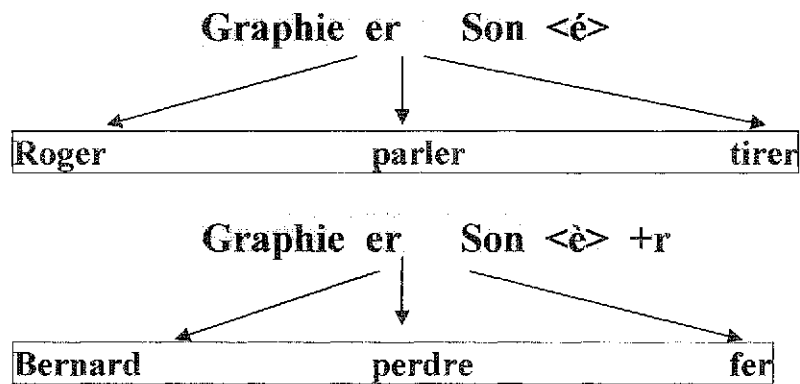 Graphie er Son <é>
Roger parler tirer
Graphie er Son <è> +r
Bernard perdre fer